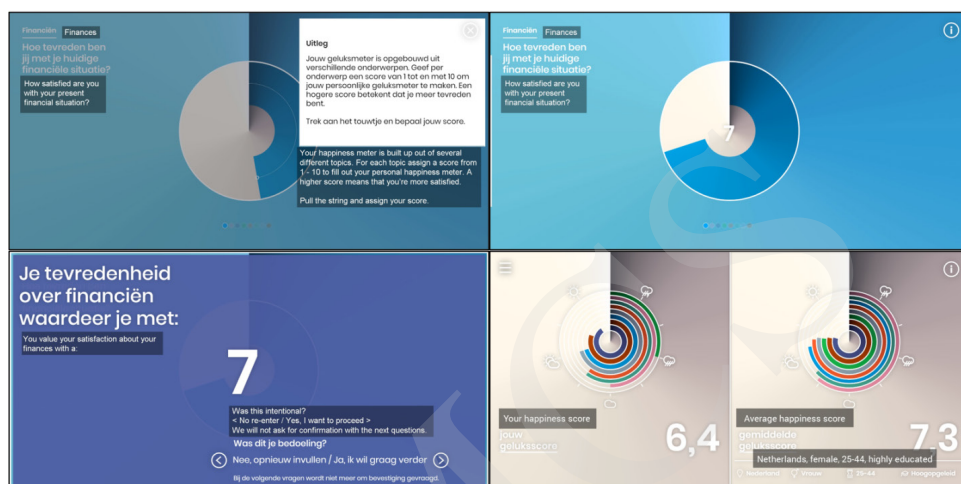 Financiën Finances
Hoe tevreden ben
jij met je huidige
financiële situatie?
How satisfied are you
with your present
financial situation?
Uitleg
Jouw geluksmeter is opgebouwd uit
verschillende onderwerpen. Geef per
onderwerp een score van 1 tot en met 10 om
jouw persoonlijke geluksmeter te maken. Een
hogere score betekent dat je meer tevreden
bent.
Trek aan het touwtje en bepaal jouw score.
Your happiness meter is built up out of several
different topics. For each topic assign a score from
1 - 10 to fill out your personal happiness meter. A
higher score means that you're more satisfied.
Pull the string and assign your score.
Financiën Finances
Hoe tevreden ben
jij met je huidige
financiële situatie?
How satisfied are you
with your present
financial situation?
7
i
Je tevredenheid
over financiën
waardeer je met:
You value your satisfaction about your
finances with a:
7
Was this intentional?
< No re-enter / Yes, I want to proceed >
We will not ask for confirmation with the next questions.
Was dit je bedoeling?
Nee, opnieuw invullen / Ja, ik wil graag verder
Bij de volgende vragen wordt niet meer om bevestiging gevraagd.
Your happiness score
jouw
geluksscore
6,4
i
Average happiness score
gemiddelde
geluksscore
7,3
Netherlands, female, 25-44, highly educated
Nederland Vrouw 25-44 Hoogopgeleid